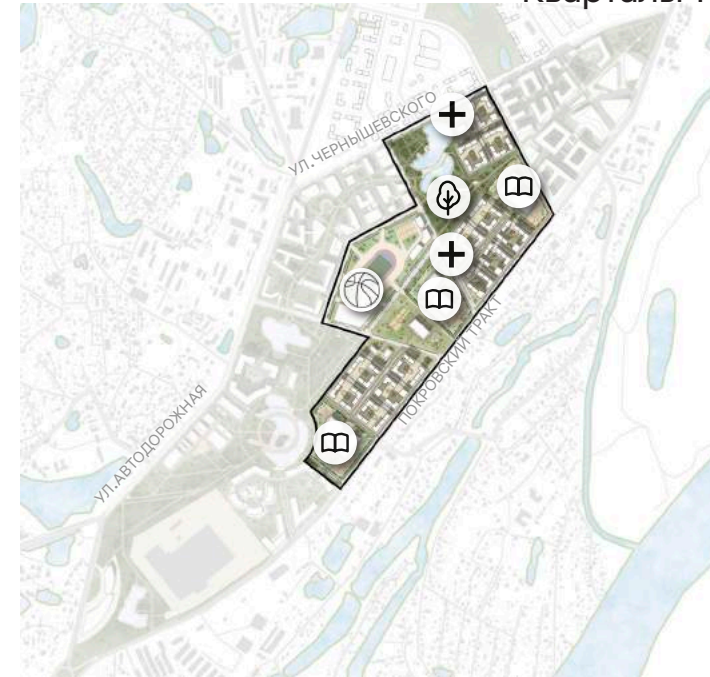 УЛ.ЧЕРНЫШЕВСКОГО
ПОКРОВСКИЙ ТРАКТ
УЛ.АВТОДОРОЖНАЯ